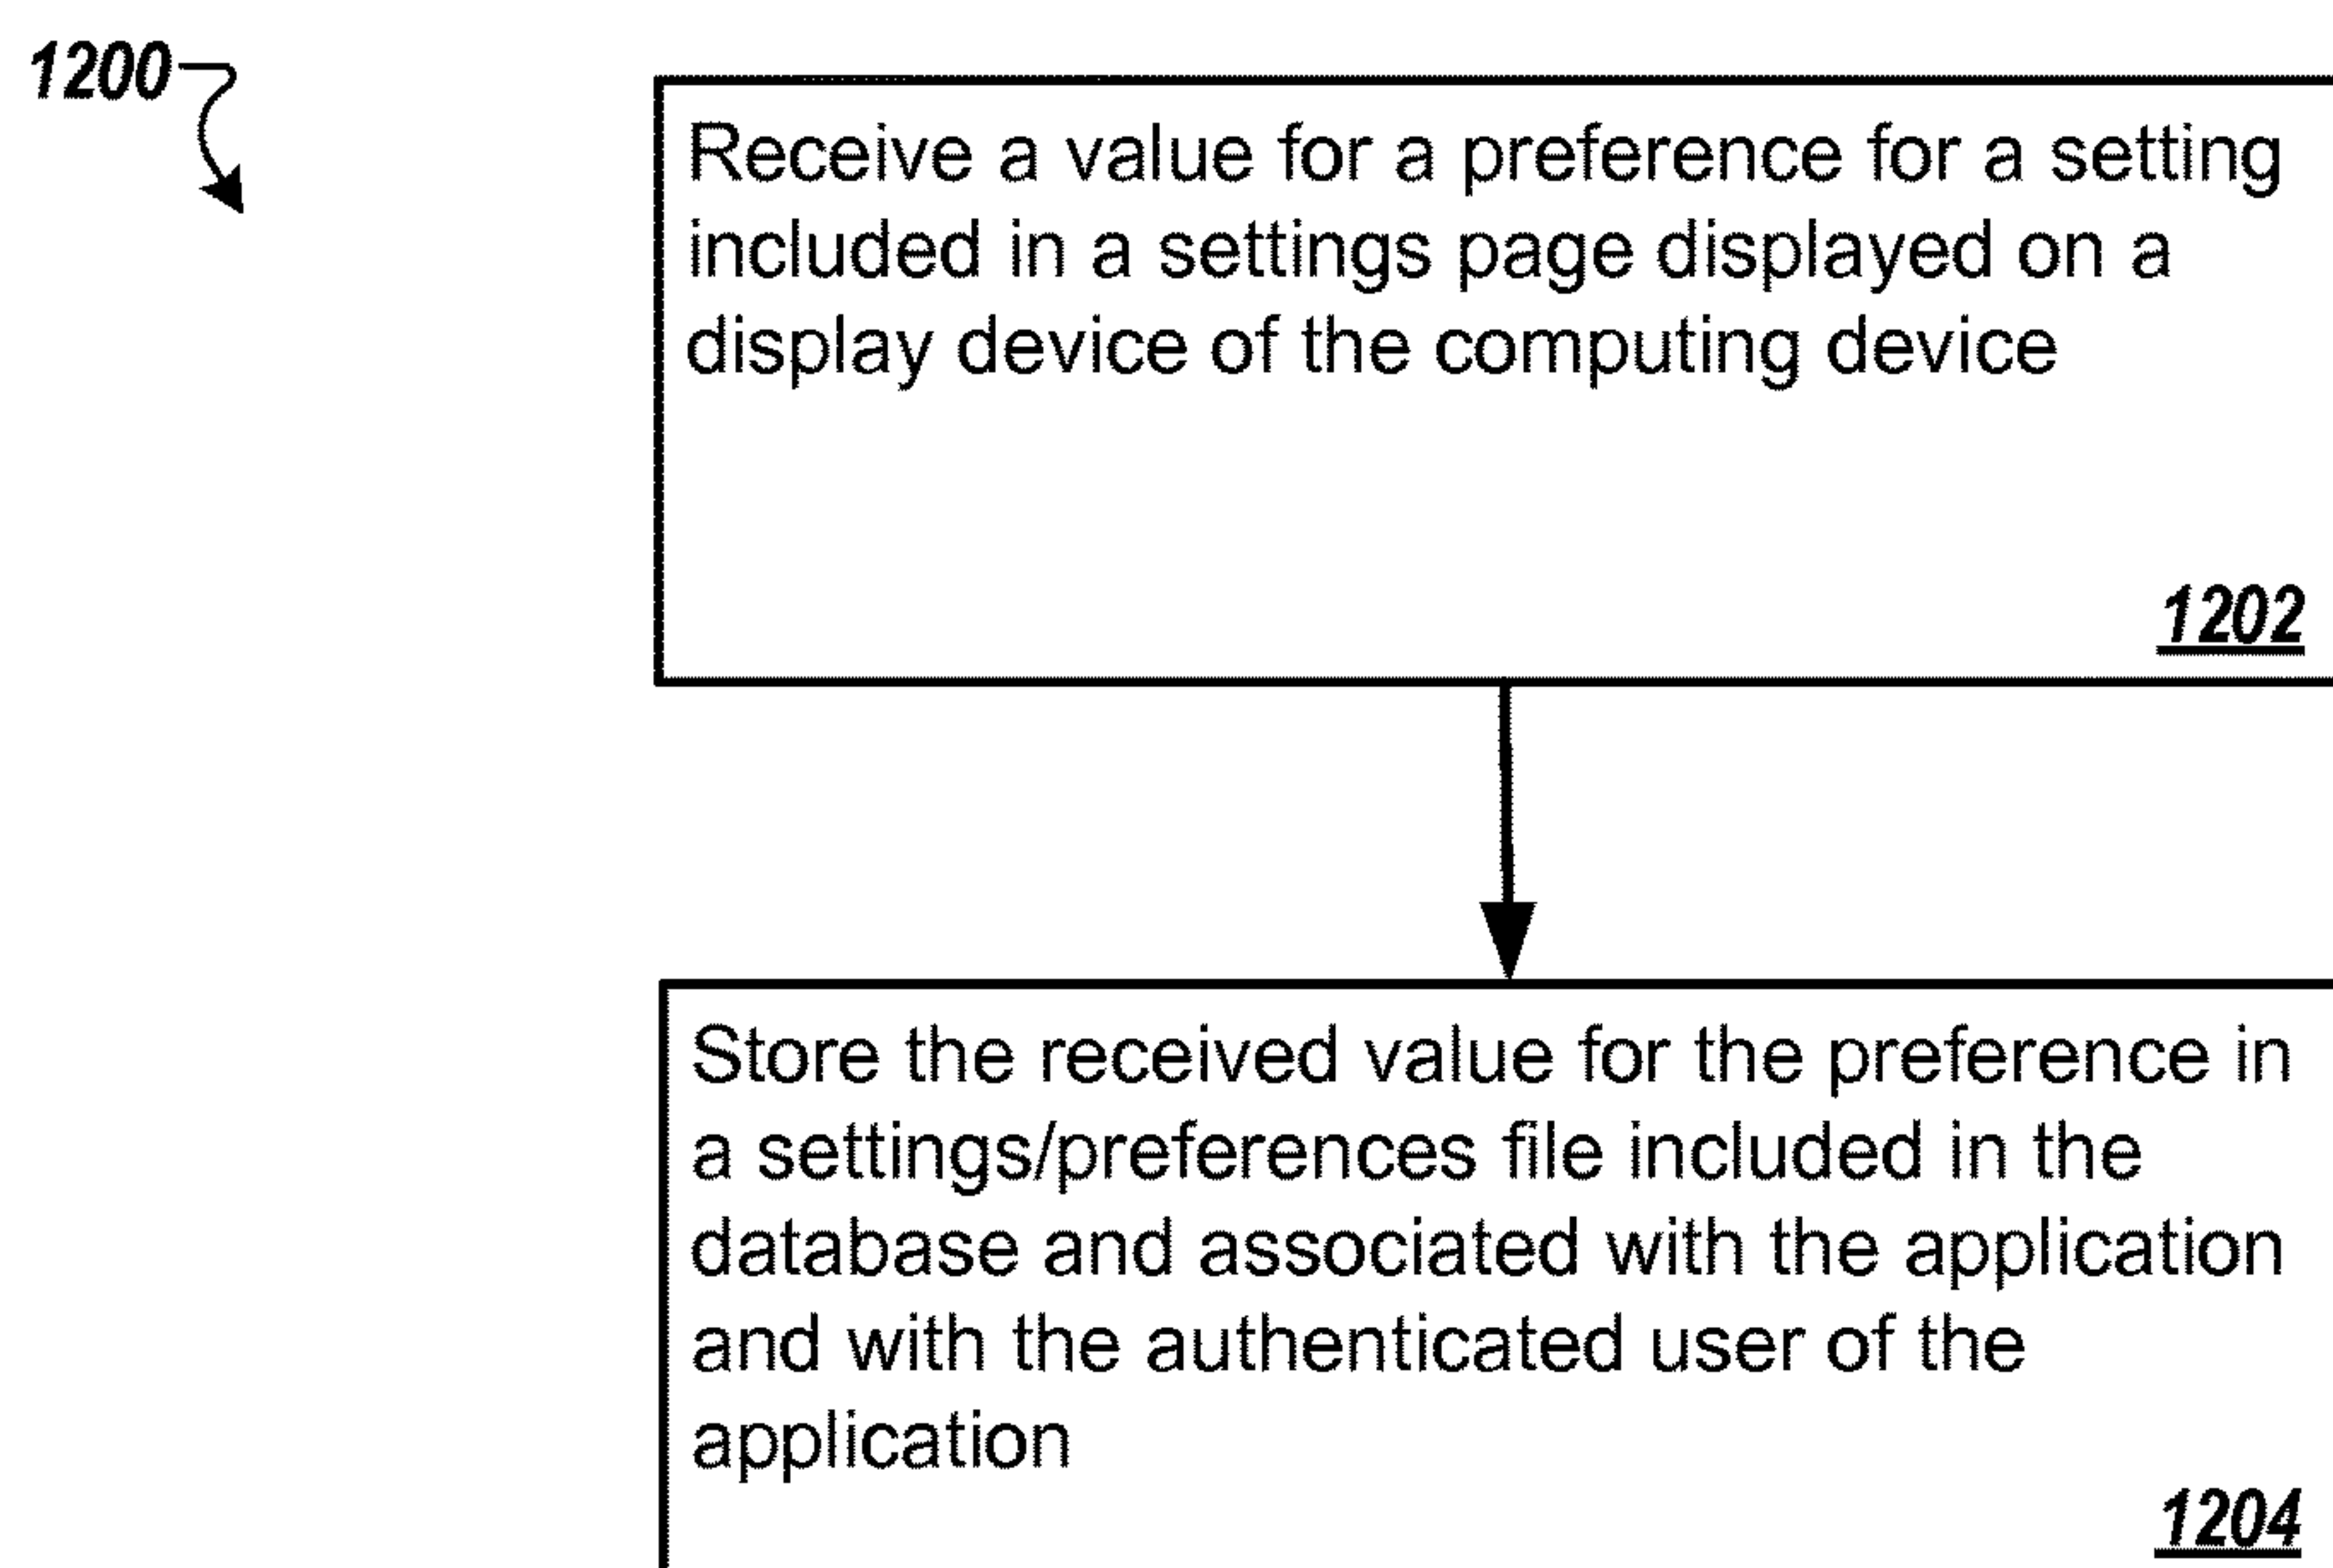 1200
Receive a value for a preference for a setting
included in a settings page displayed on a
display device of the computing device
1202
Store the received value for the preference in
a settings/preferences file included in the
database and associated with the application
and with the authenticated user of the
application
1204